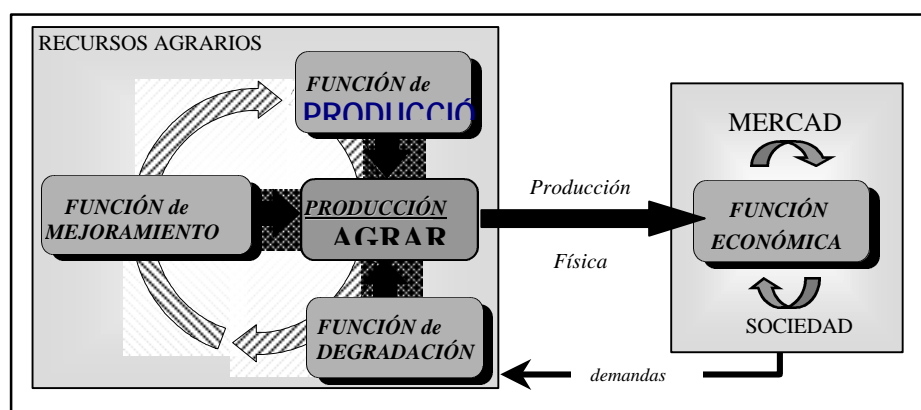 RECURSOS AGRARIOS
FUNCIÓN de
PRODUCCIÓ
FUNCIÓN de
MEJORAMIENTO
PRODUCCIÓN
AGRAR
FUNCIÓN de
DEGRADACIÓN
Producción
Física
MERCAD
FUNCIÓN
ECONÓMICA
SOCIEDAD
demandas